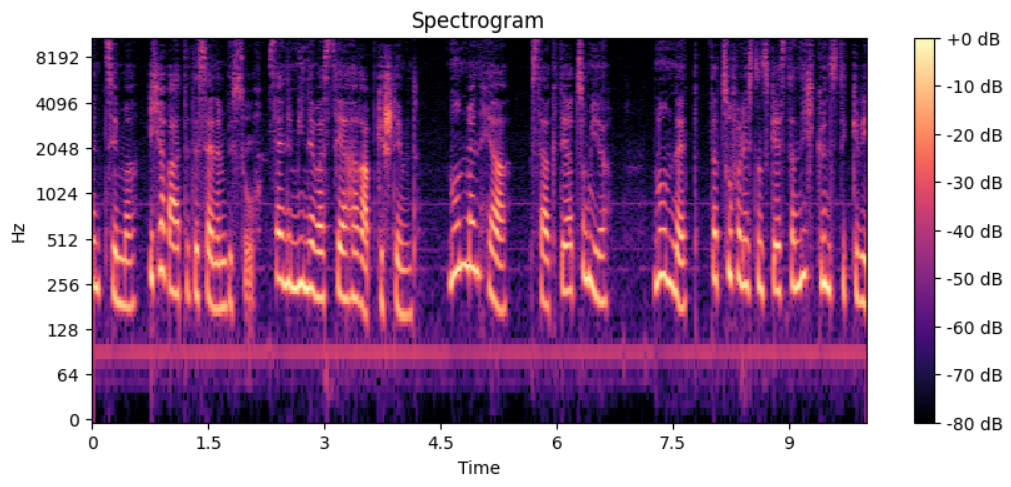 Spectrogram
8192
4096
2048
1024
512
256
128
64
0
Hz
0 1.5 3 4.5 6 7.5 9
Time
+0 dB
-10 dB
-20 dB
-30 dB
-40 dB
-50 dB
-60 dB
-70 dB
-80 dB